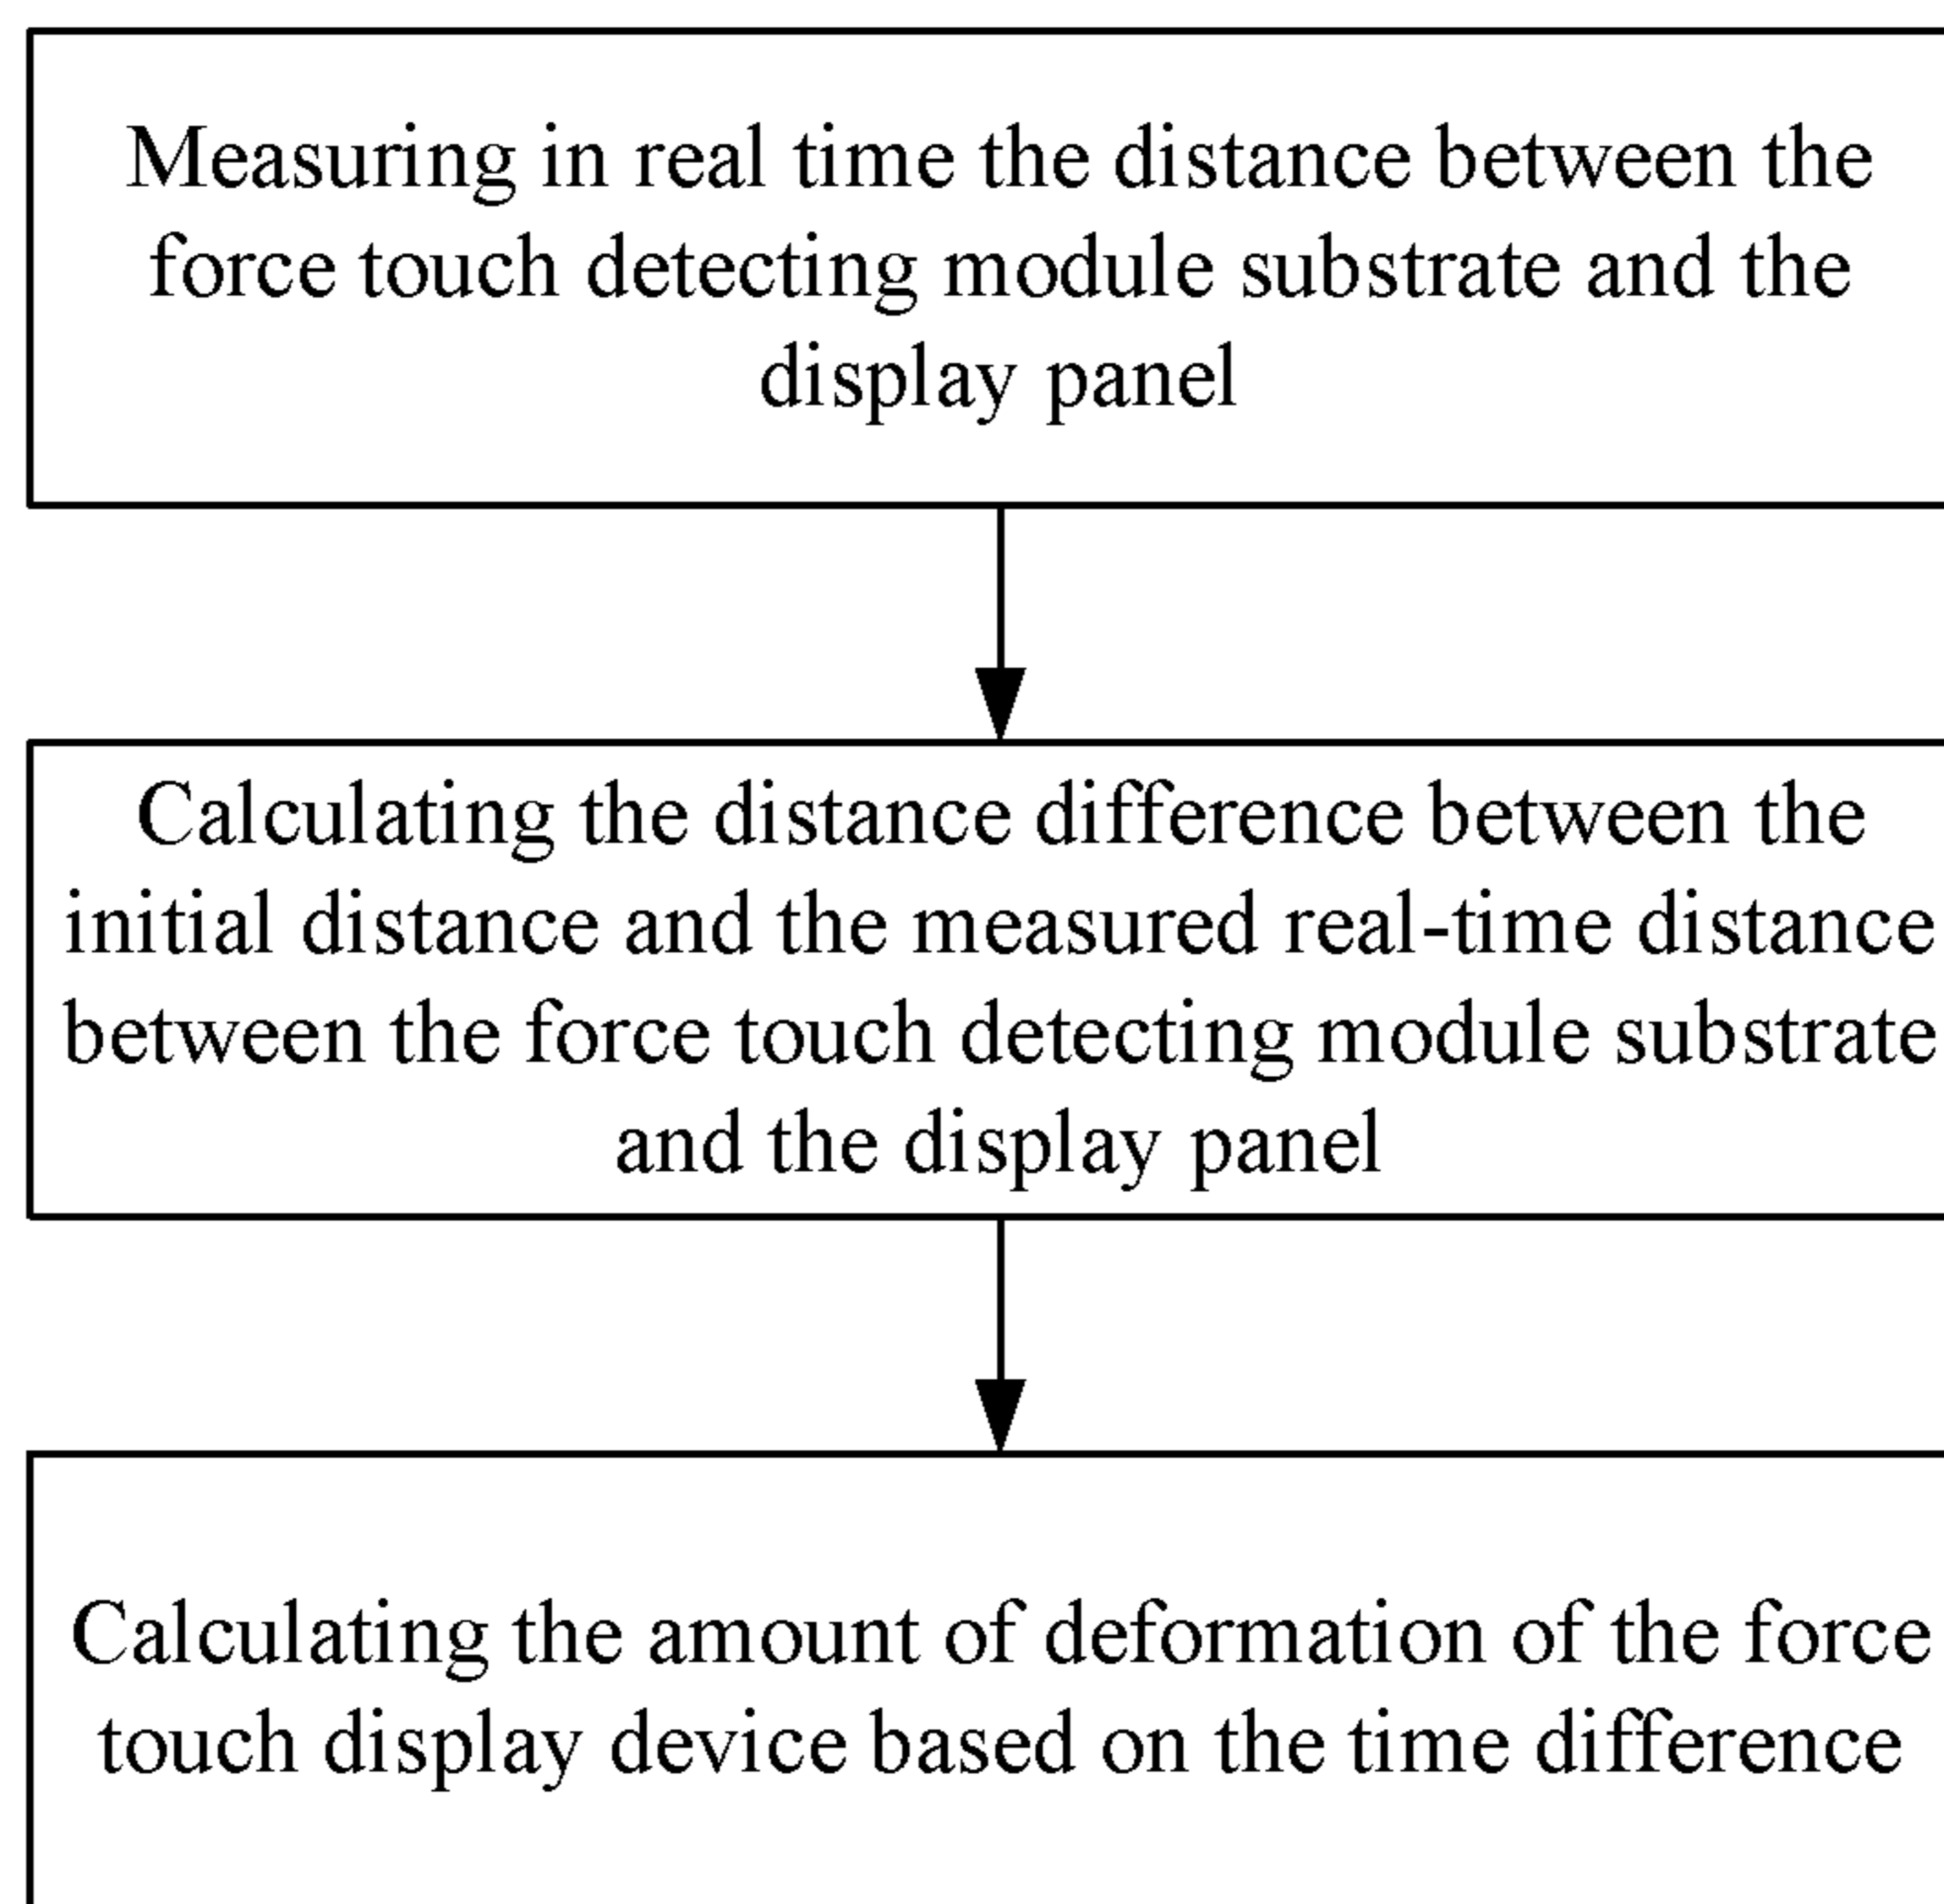 Measuring in real time the distance between the
force touch detecting module substrate and the
display panel
Calculating the distance difference between the
initial distance and the measured real-time distance
between the force touch detecting module substrate
and the display panel
Calculating the amount of deformation of the force
touch display device based on the time difference